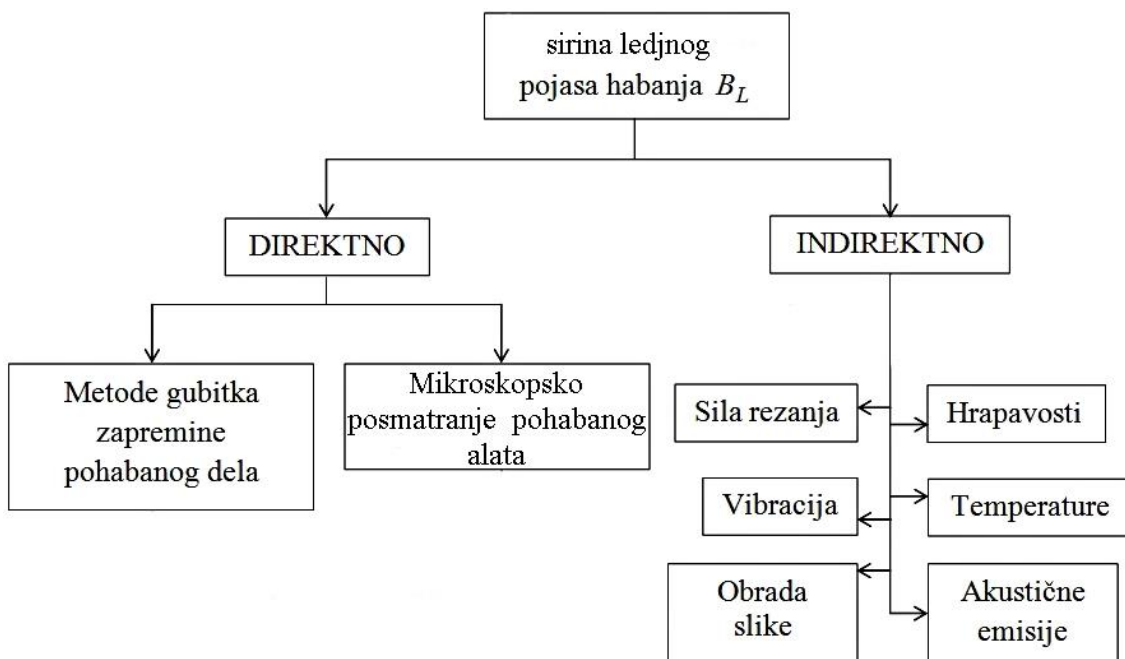 sirina ledjnog
pojasa habanja B_L
DIREKTNO
INDIREKTNO
Metode gubitka
zapremine
pohabanog dela
Mikroskopsko
posmatranje pohabanog
alata
Sila rezanja
Hrapavosti
Vibracija
Temperature
Obrada
slike
Akustične
emisije